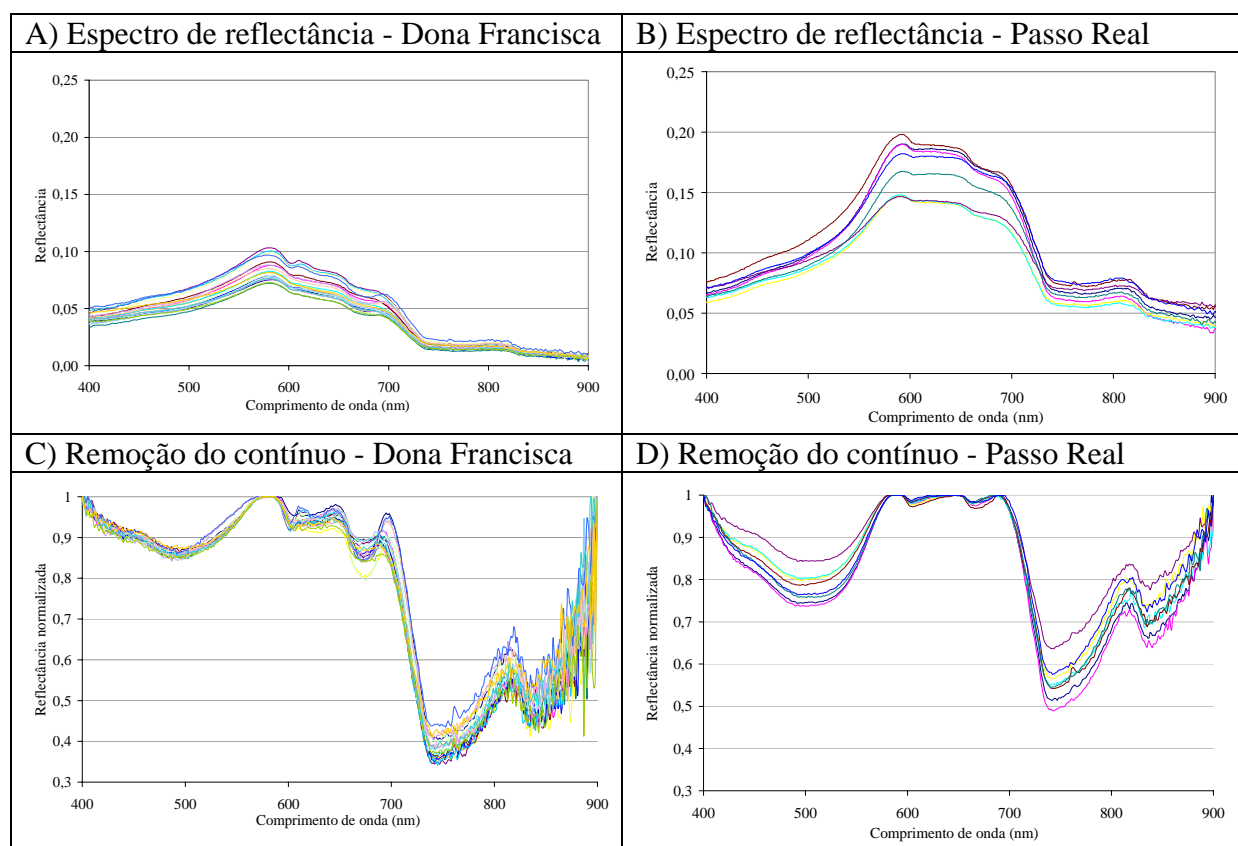 A) Espectro de reflectância - Dona Francisca
0,25
0,20
0,15
0,10
0,05
0,00
Reflectância
400 500 600 700 800 900
Comprimento de onda (nm)
B) Espectro de reflectância - Passo Real
0,25
0,20
0,15
0,10
0,05
0,00
Reflectância
400 500 600 700 800 900
Comprimento de onda (nm)
C) Remoção do contínuo - Dona Francisca
1
0,9
0,8
0,7
0,6
0,5
0,4
0,3
Reflectância normalizada
400 500 600 700 800 900
Comprimento de onda (nm)
D) Remoção do contínuo - Passo Real
1
0,9
0,8
0,7
0,6
0,5
0,4
0,3
Reflectância normalizada
400 500 600 700 800 900
Comprimento de onda (nm)